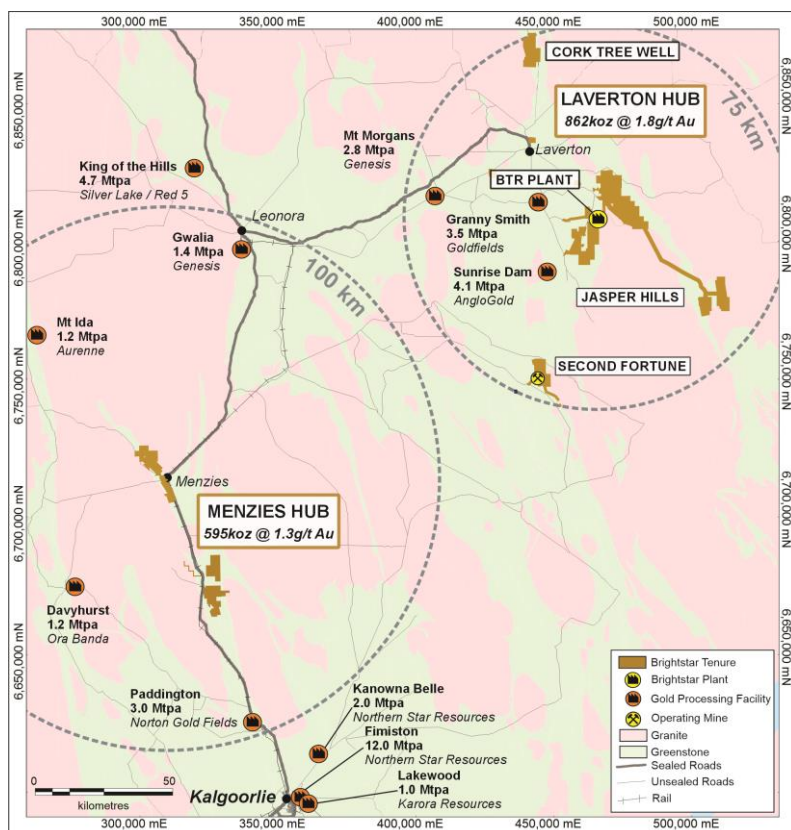 300,000 mE
350,000 mE
400,000 mE
450,000 mE
500,000 mE
6,850,000 mN
6,850,000 mN
CORK TREE WELL
75 km
LAVERTON HUB
862koz @ 1.8g/t Au
Mt Morgans
2.8 Mtpa
Genesis
Laverton
King of the Hills
4.7 Mtpa
Silver Lake / Red 5
BTR PLANT
Leonora
Granny Smith
3.5 Mtpa
Goldfields
6,800,000 mN
6,800,000 mN
Gwalia
1.4 Mtpa
Genesis
Sunrise Dam
4.1 Mtpa
AngloGold
100 km
JASPER HILLS
Mt Ida
1.2 Mtpa
Aurenne
SECOND FORTUNE
6,750,000 mN
6,750,000 mN
Menzies
MENZIES HUB
595koz @ 1.3g/t Au
6,700,000 mN
6,700,000 mN
Davyhurst
1.2 Mtpa
Ora Banda
6,650,000 mN
6,650,000 mN
Paddington
3.0 Mtpa
Norton Gold Fields
Kanowna Belle
2.0 Mtpa
Northern Star Resources
Fimiston
12.0 Mtpa
Northern Star Resources
Lakewood
1.0 Mtpa
Karora Resources
Kalgoorlie
0
50
kilometres
Brightstar Tenure
Brightstar Plant
Gold Processing Facility
Operating Mine
Granite
Greenstone
Sealed Roads
Unsealed Roads
Rail
300,000 mE
350,000 mE
400,000 mE
450,000 mE
500,000 mE